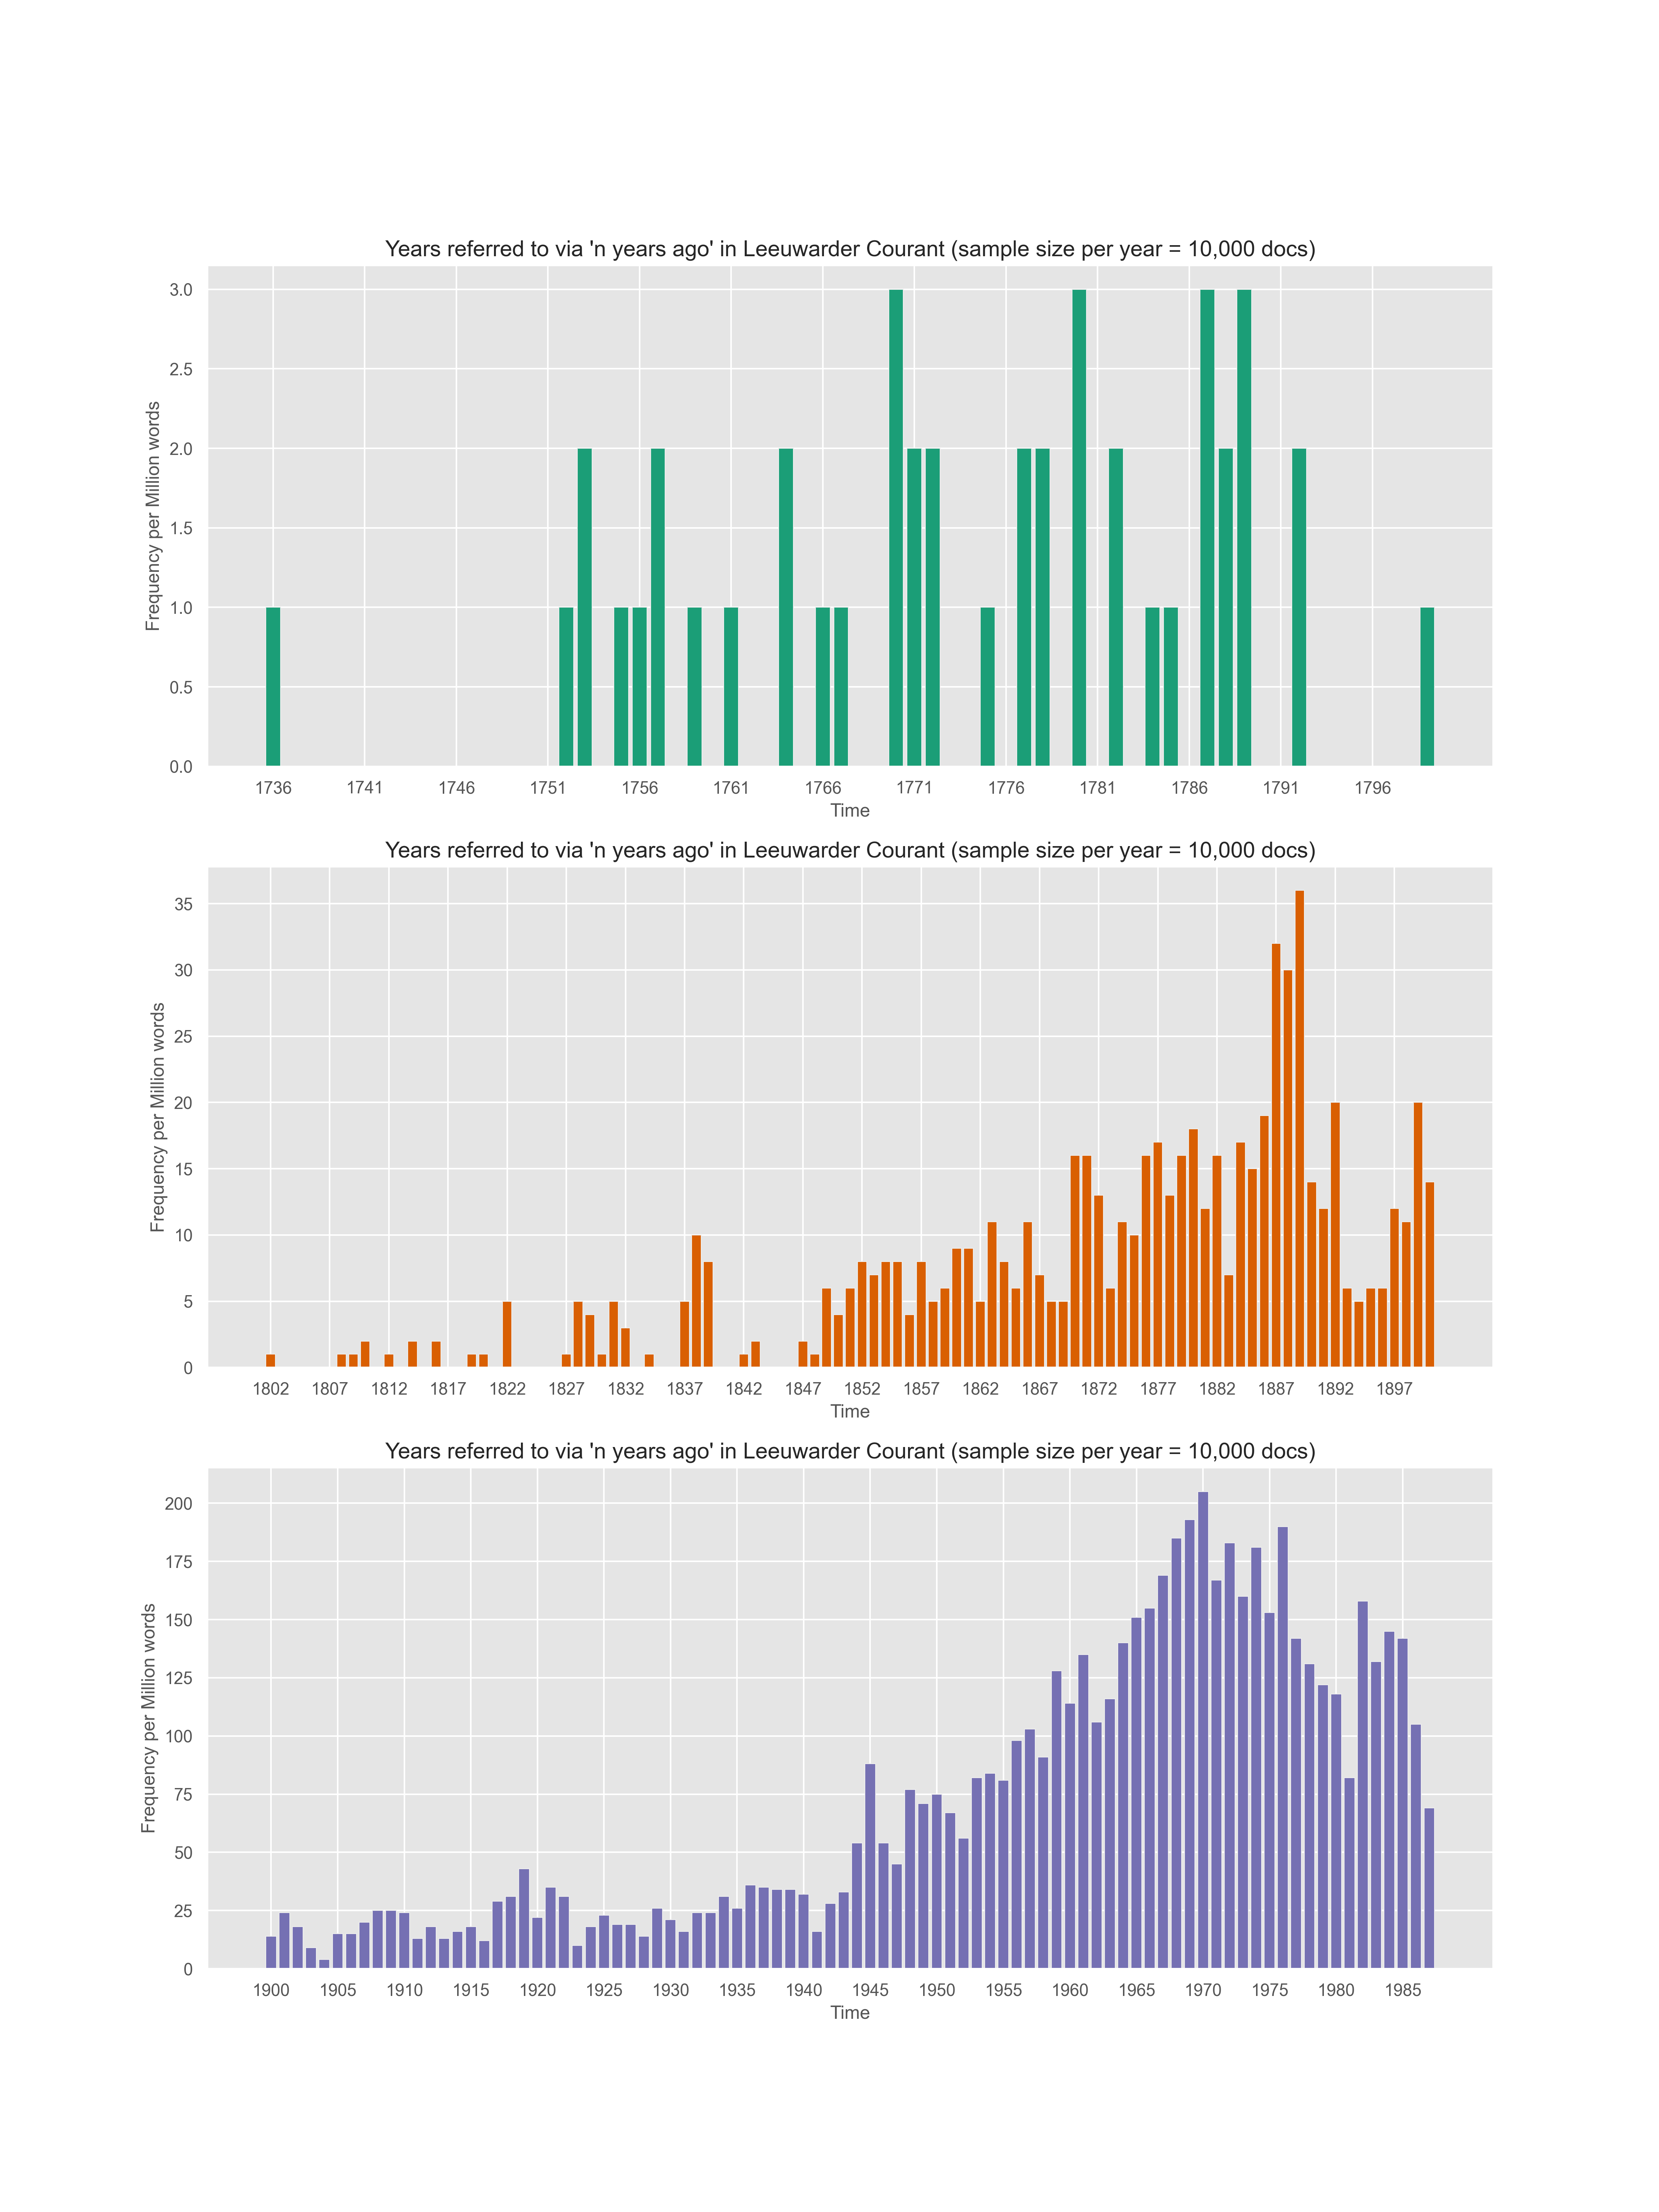 Years referred to via 'n years ago' in Leeuwarder Courant (sample size per year = 10,000 docs)
3.0
2.5
2.0
1.5
1.0
0.5
0.0
Frequency per Million words
1736 1741 1746 1751 1756 1761 1766 1771 1776 1781 1786 1791 1796
Time
Years referred to via 'n years ago' in Leeuwarder Courant (sample size per year = 10,000 docs)
35
30
25
20
15
10
5
0
Frequency per Million words
1802 1807 1812 1817 1822 1827 1832 1837 1842 1847 1852 1857 1862 1867 1872 1877 1882 1887 1892 1897
Time
Years referred to via 'n years ago' in Leeuwarder Courant (sample size per year = 10,000 docs)
200
175
150
125
100
75
50
25
0
Frequency per Million words
1900 1905 1910 1915 1920 1925 1930 1935 1940 1945 1950 1955 1960 1965 1970 1975 1980 1985
Time